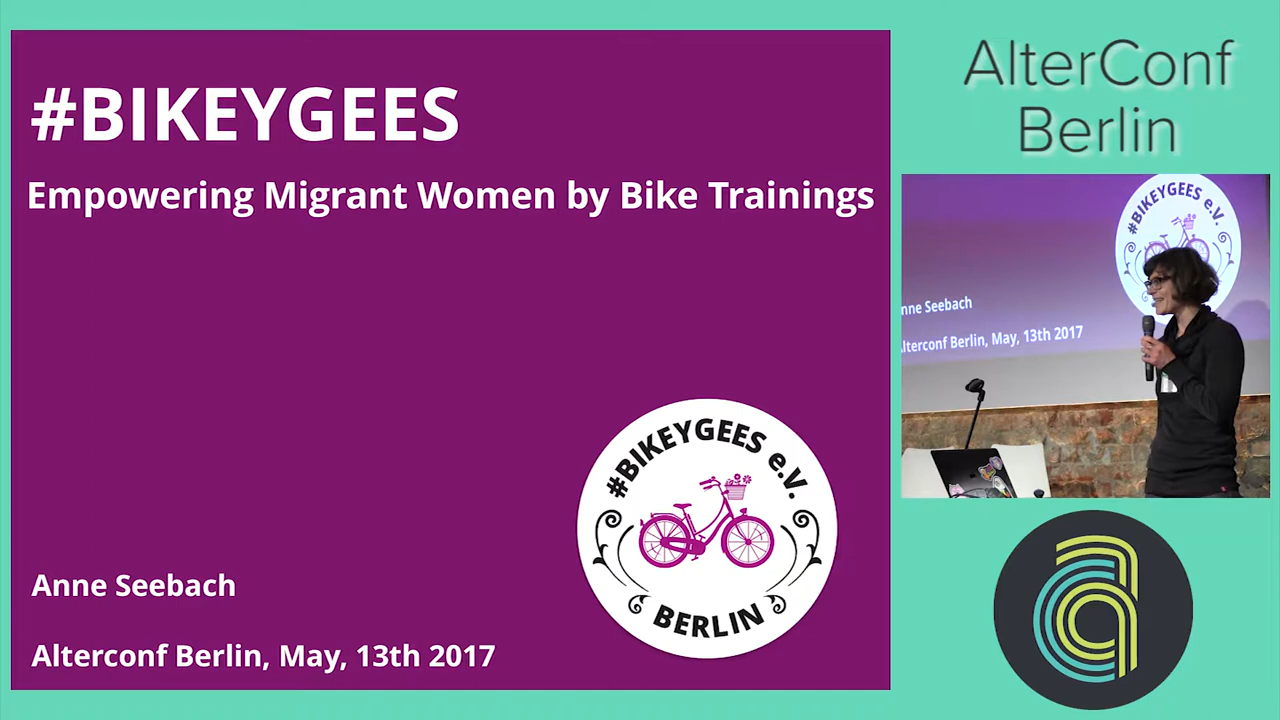 #BIKEYGEES
Empowering Migrant Women by Bike Trainings
#BIKEYGEES e.V.
BERLIN
Anne Seebach
Alterconf Berlin, May, 13th 2017
AlterConf
Berlin
#BIKEYGEES e.V.
nne Seebach
lterconf Berlin, May, 13th 2017